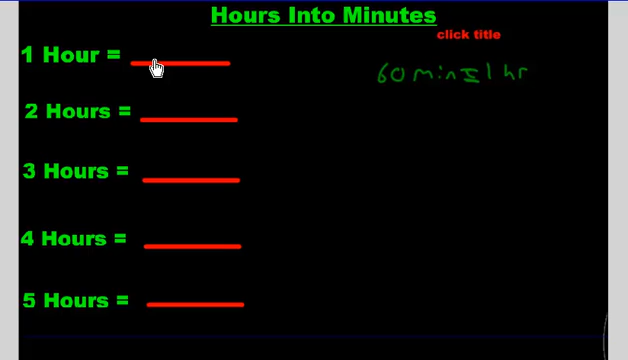 Hours Into Minutes
click title
1 Hour =
60 min = 1 hr
2 Hours =
3 Hours =
4 Hours =
5 Hours =